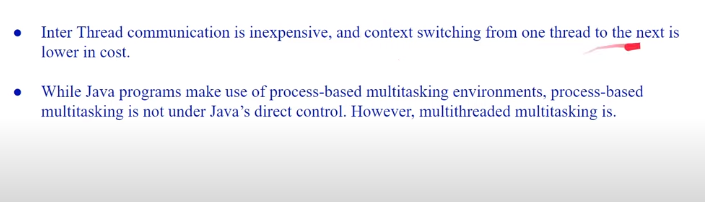 ● Inter Thread communication is inexpensive, and context switching from one thread to the next is
lower in cost.
● While Java programs make use of process-based multitasking environments, process-based
multitasking is not under Java’s direct control. However, multithreaded multitasking is.